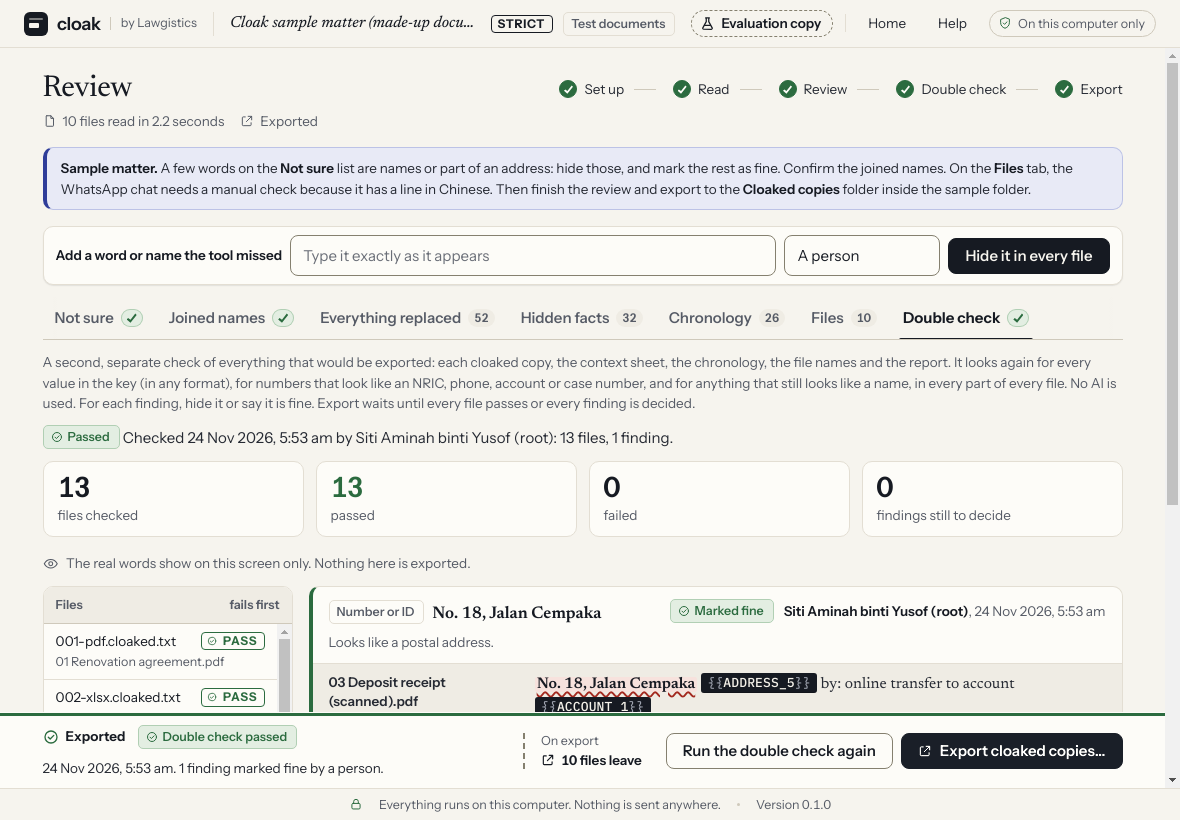 cloak by Lawgistics Cloak sample matter (made-up docu... STRICT Test documents Evaluation copy Home Help On this computer only
Review
Set up Read Review Double check Export
10 files read in 2.2 seconds Exported
Sample matter. A few words on the Not sure list are names or part of an address: hide those, and mark the rest as fine. Confirm the joined names. On the Files tab, the
WhatsApp chat needs a manual check because it has a line in Chinese. Then finish the review and export to the Cloaked copies folder inside the sample folder.
Add a word or name the tool missed Type it exactly as it appears A person Hide it in every file
Not sure Joined names Everything replaced 52 Hidden facts 32 Chronology 26 Files 10 Double check
A second, separate check of everything that would be exported: each cloaked copy, the context sheet, the chronology, the file names and the report. It looks again for every
value in the key (in any format), for numbers that look like an NRIC, phone, account or case number, and for anything that still looks like a name, in every part of every file. No AI is
used. For each finding, hide it or say it is fine. Export waits until every file passes or every finding is decided.
Passed Checked 24 Nov 2026, 5:53 am by Siti Aminah binti Yusof (root): 13 files, 1 finding.
13 13 0 0
files checked passed failed findings still to decide
The real words show on this screen only. Nothing here is exported.
Files fails first
001-pdf.cloaked.txt PASS
01 Renovation agreement.pdf
002-xlsx.cloaked.txt PASS
Number or ID No. 18, Jalan Cempaka Marked fine Siti Aminah binti Yusof (root), 24 Nov 2026, 5:53 am
Looks like a postal address.
03 Deposit receipt
(scanned).pdf
No. 18, Jalan Cempaka {{ADDRESS_5}} by: online transfer to account
{{ACCOUNT_1}}
Exported Double check passed
24 Nov 2026, 5:53 am. 1 finding marked fine by a person.
On export
10 files leave
Run the double check again Export cloaked copies...
Everything runs on this computer. Nothing is sent anywhere. • Version 0.1.0